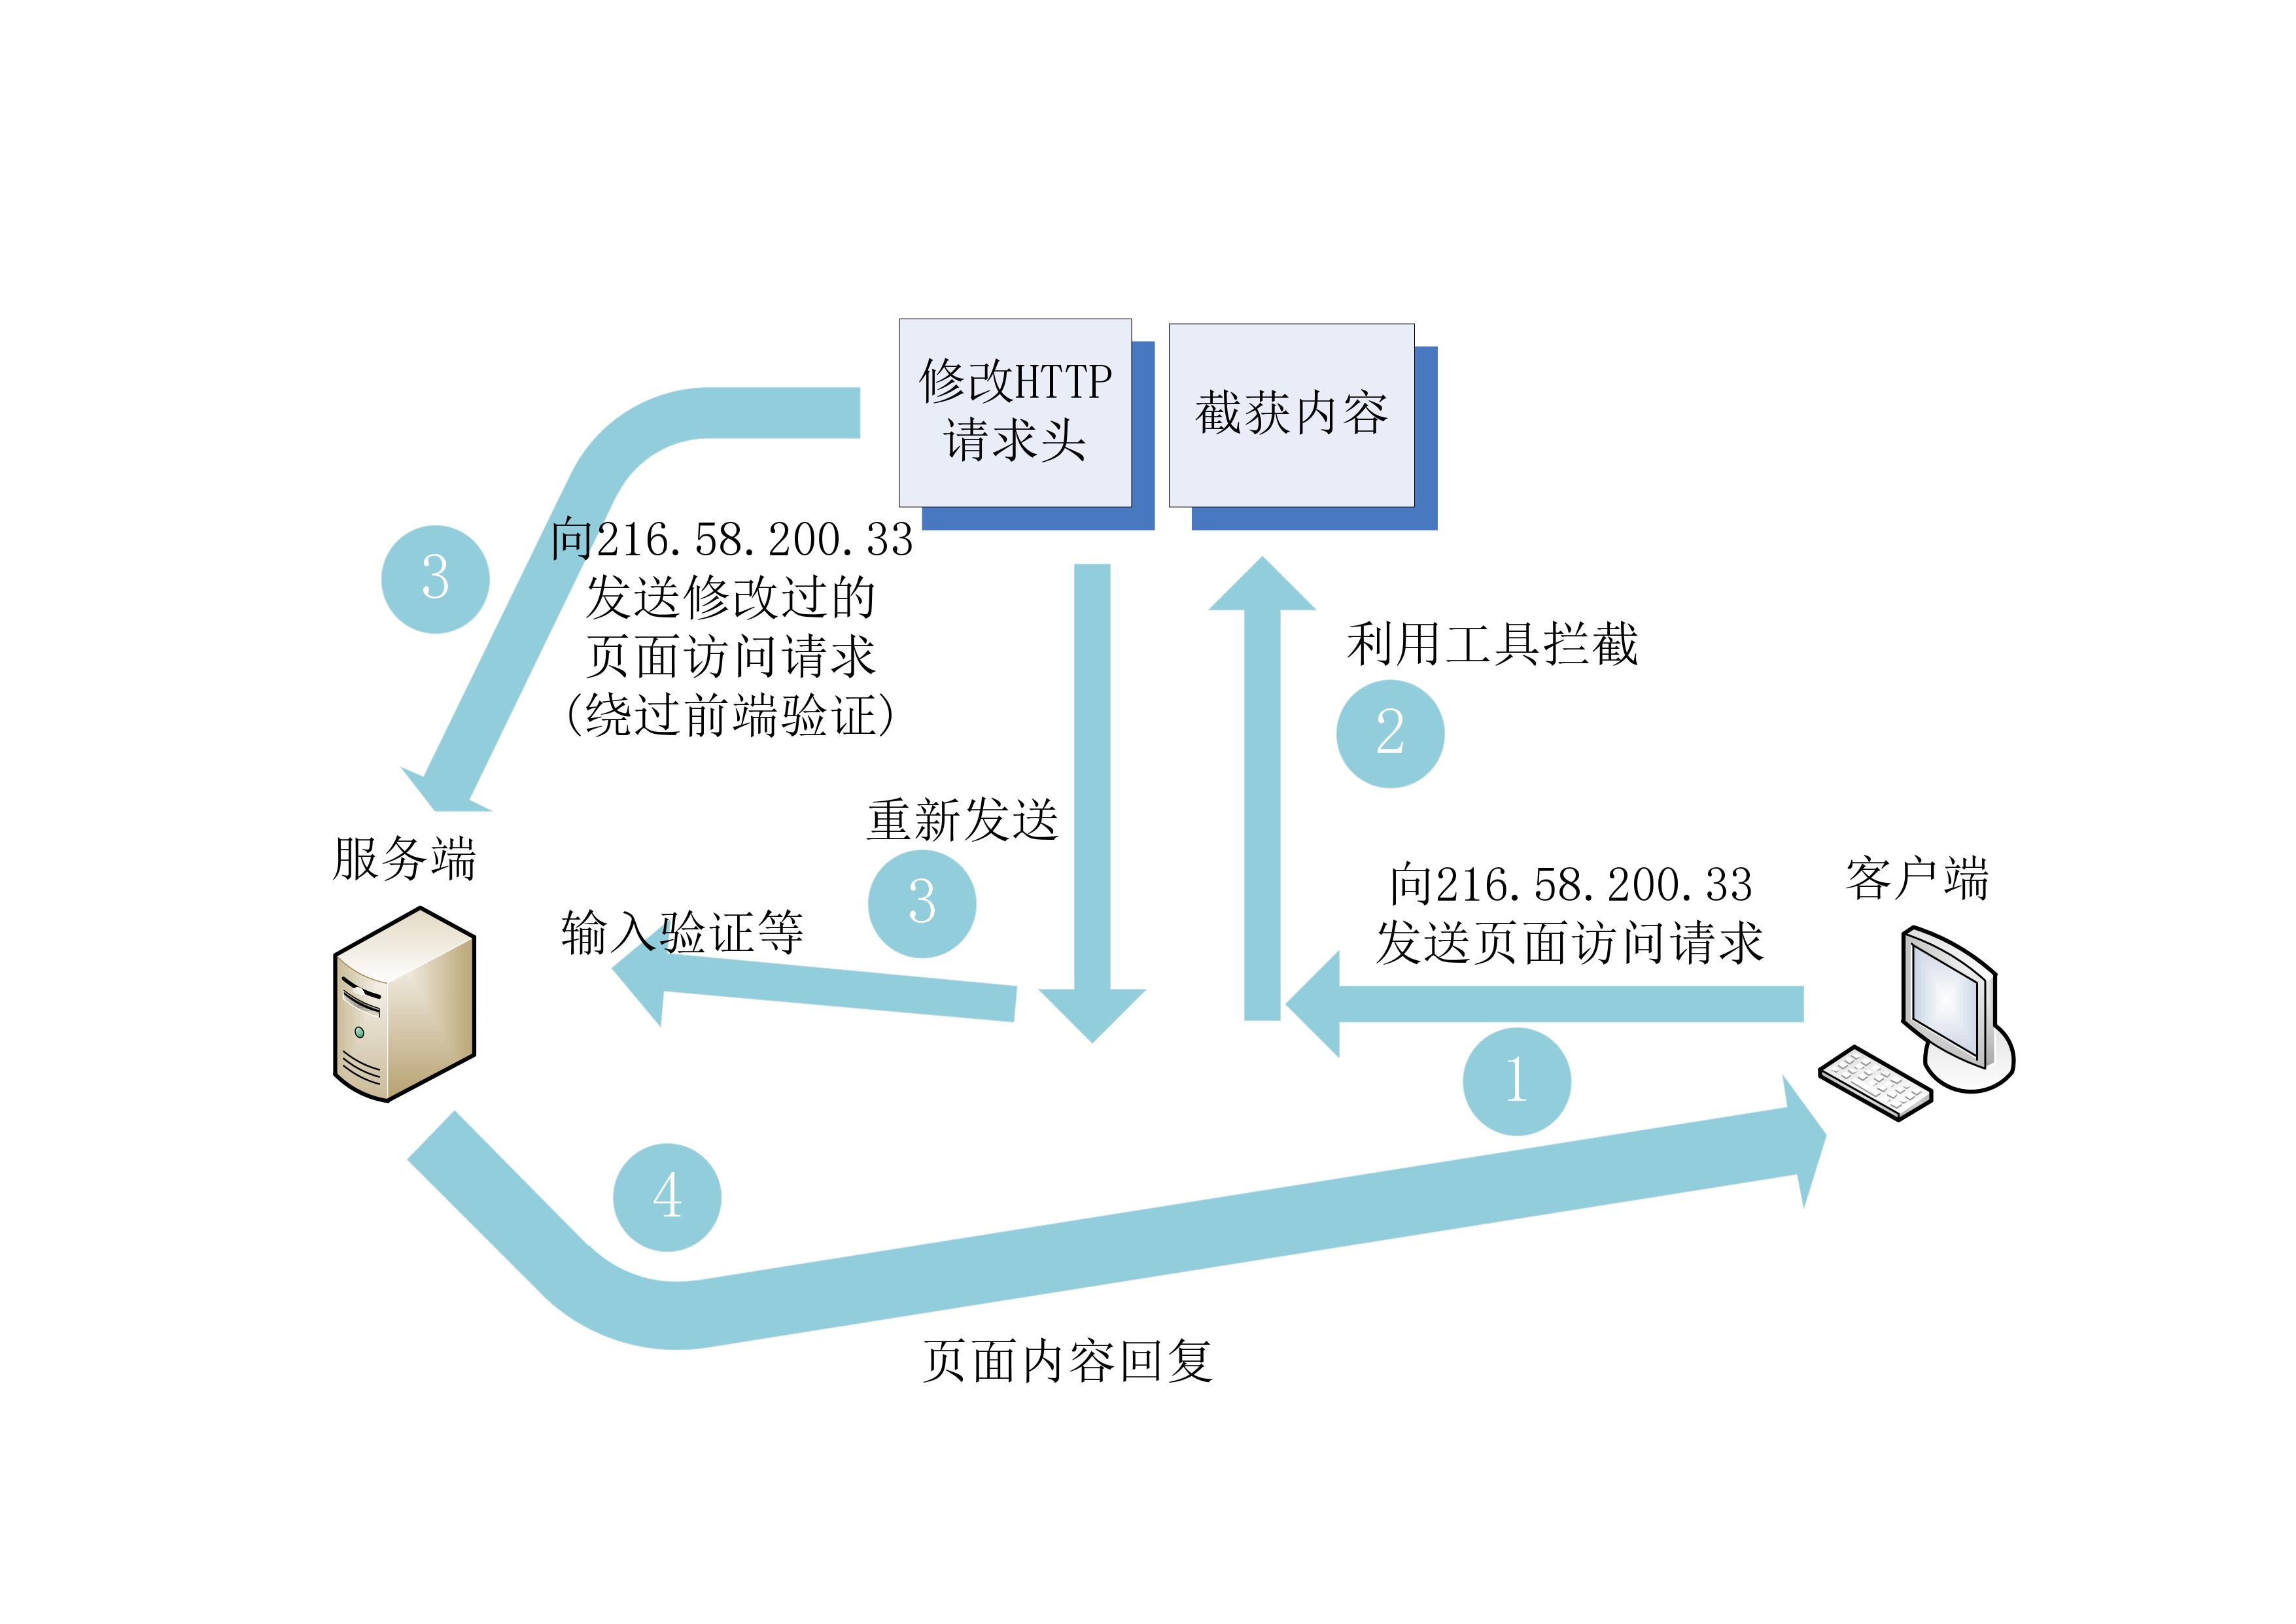 修改HTTP
请求头
截获内容
向216.58.200.33
发送修改过的
页面访问请求
(绕过前端验证)
3
利用工具拦截
2
重新发送
3
服务端
输入验证等
向216.58.200.33
发送页面访问请求
客户端
1
4
页面内容回复